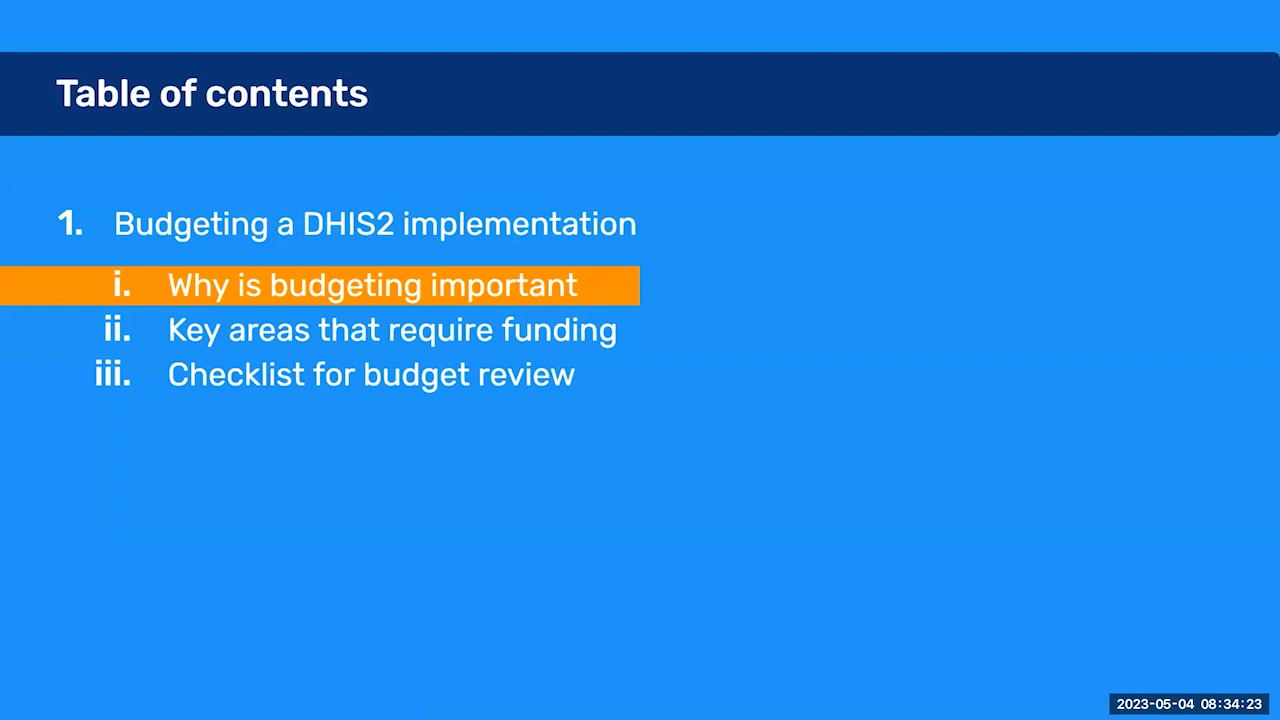 Table of contents
1. Budgeting a DHIS2 implementation
i. Why is budgeting important
ii. Key areas that require funding
iii. Checklist for budget review
2023-05-04 08:34:23